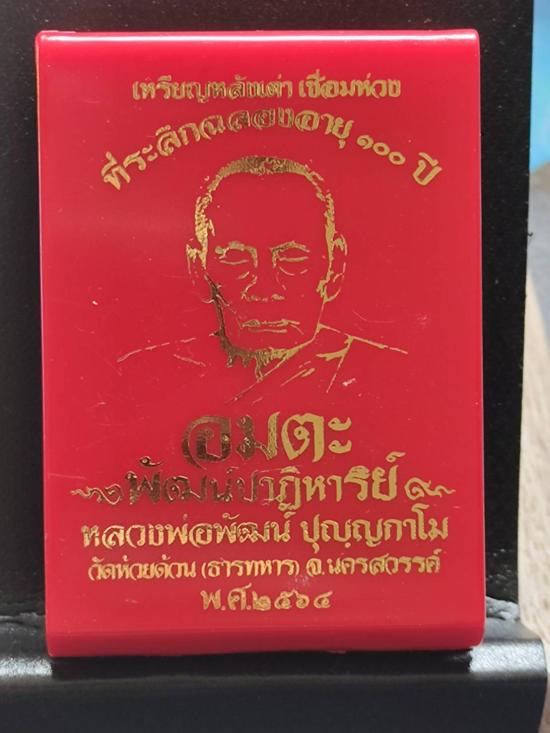 เหรียญหลังเต่า เชื่อมห่วง
ที่ระลึกฉลองอายุ ๑๐๐ ปี
อมตะ
พัฒน์ปาฏิหาริย์
หลวงพ่อพัฒน์ ปุญฺญกาโม
วัดห้วยด้วน (ธารทหาร) จ.นครสวรรค์
พ.ศ.๒๕๖๔